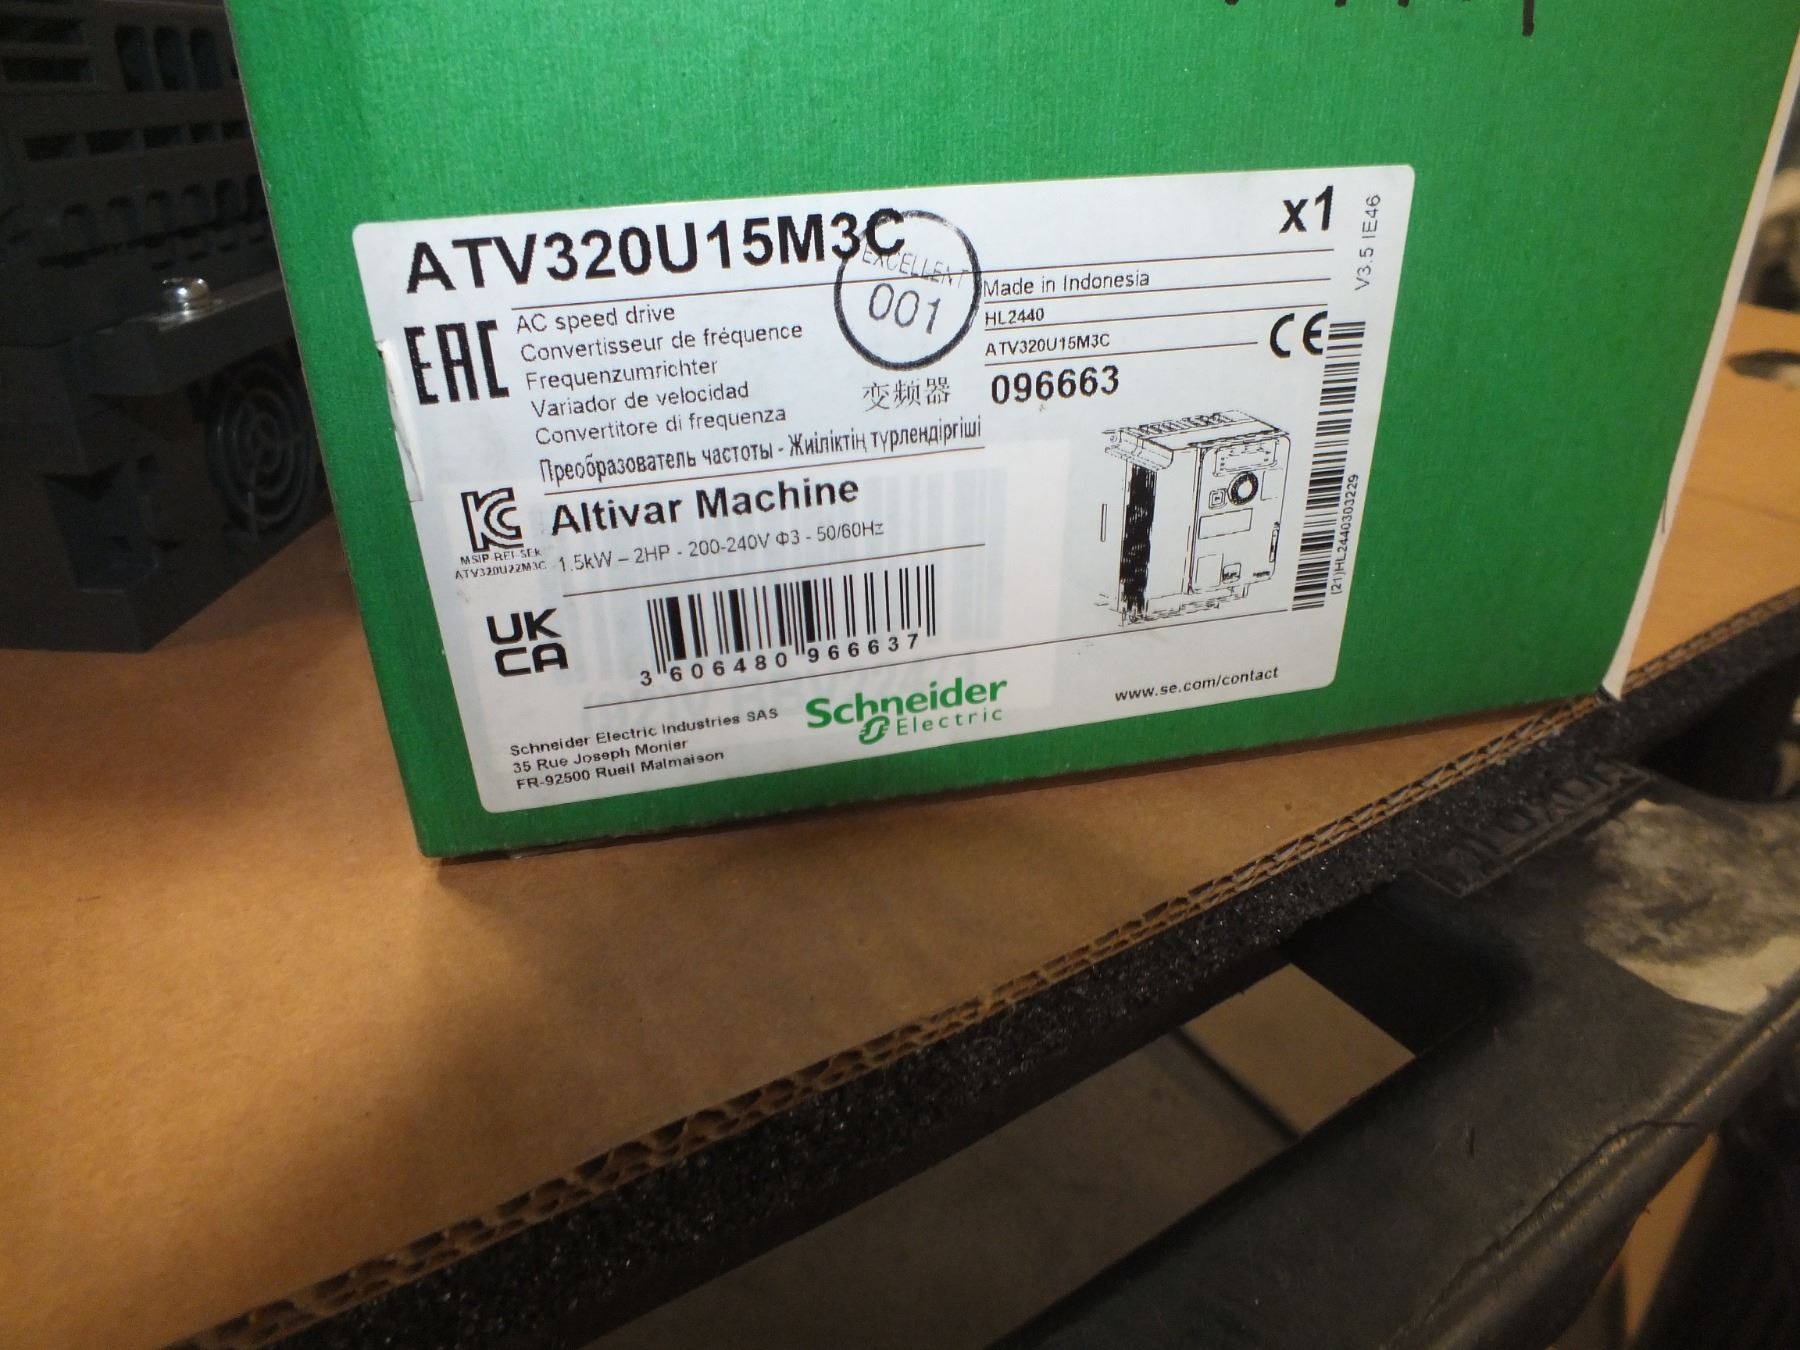 ATV320U15M3C
x1
V3.5 IE46
EXCELLENT
001
EAC
AC speed drive
Convertisseur de fréquence
Frequenzumrichter
Variador de velocidad
Convertitore di frequenza
变频器
Преобразователь частоты - Жиіліктің түрлендіргіші
Made in Indonesia
HL2440
ATV320U15M3C
CE
096663
KC
MSIP-REI-SEK
ATV320U22M3C
Altivar Machine
1.5kW – 2HP - 200-240V Φ3 - 50/60Hz
(21)HL2440303229
UK
CA
3 606480 966637
Schneider Electric Industries SAS
35 Rue Joseph Monier
FR-92500 Rueil Malmaison
Schneider
Electric
www.se.com/contact